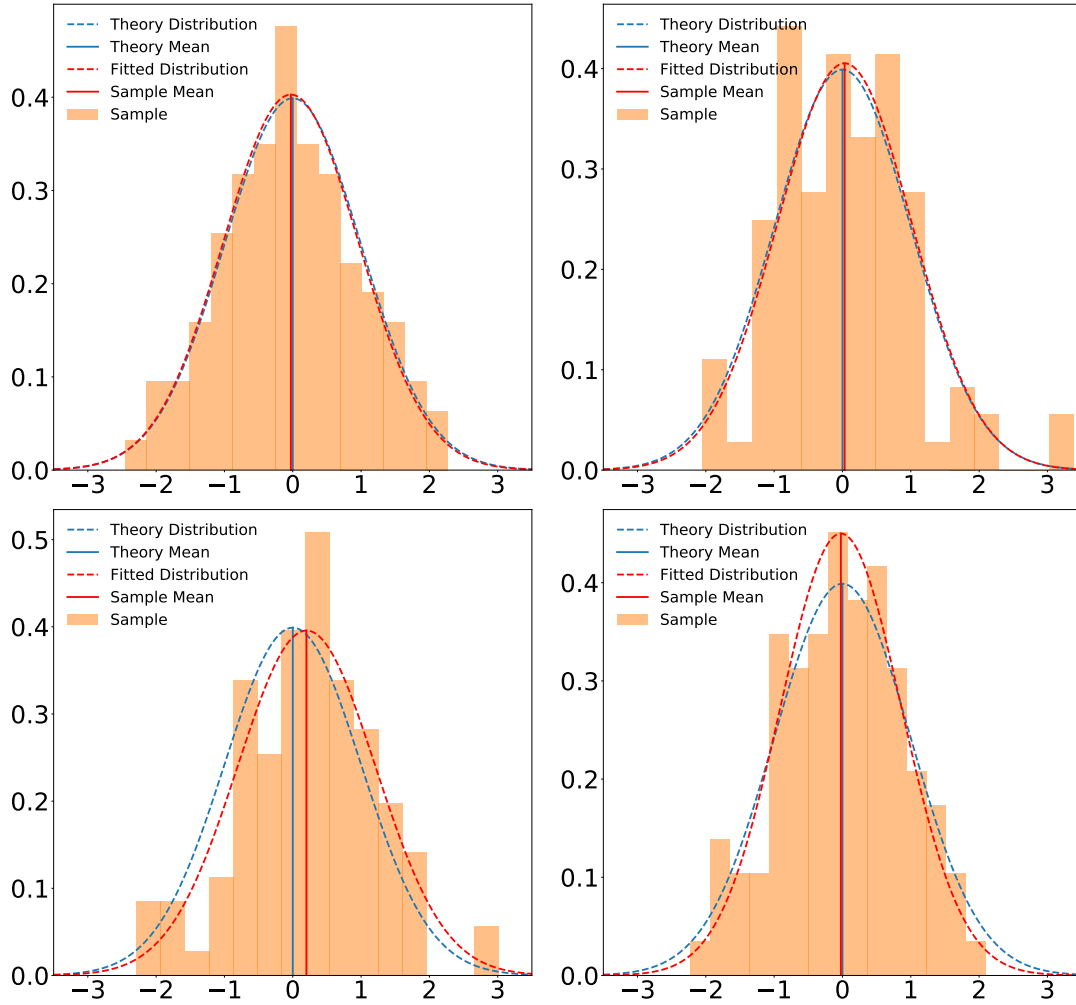 Theory Distribution
Theory Mean
Fitted Distribution
Sample Mean
Sample
0.4
0.3
0.2
0.1
0.0
−3 −2 −1 0 1 2 3
Theory Distribution
Theory Mean
Fitted Distribution
Sample Mean
Sample
0.4
0.3
0.2
0.1
0.0
−3 −2 −1 0 1 2 3
Theory Distribution
Theory Mean
Fitted Distribution
Sample Mean
Sample
0.5
0.4
0.3
0.2
0.1
0.0
−3 −2 −1 0 1 2 3
Theory Distribution
Theory Mean
Fitted Distribution
Sample Mean
Sample
0.4
0.3
0.2
0.1
0.0
−3 −2 −1 0 1 2 3